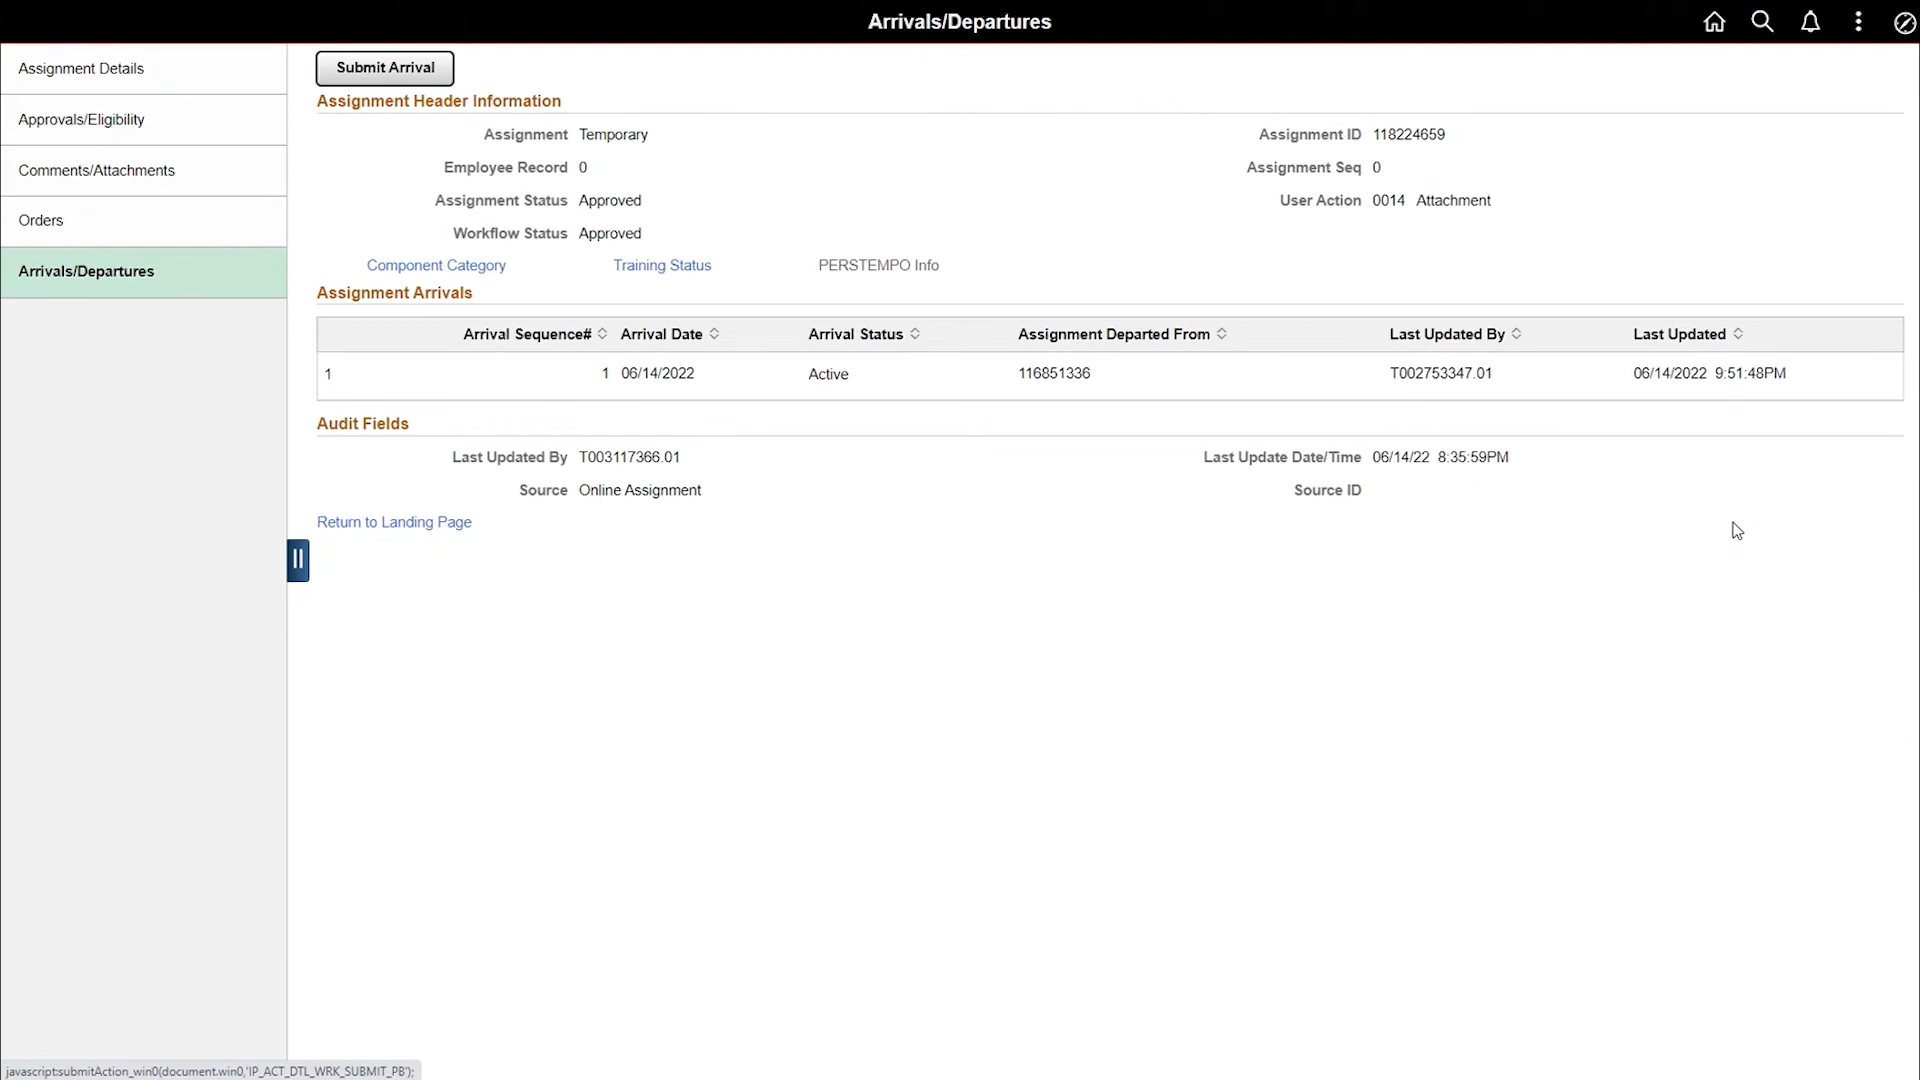 Arrivals/Departures
Assignment Details
Approvals/Eligibility
Comments/Attachments
Orders
Arrivals/Departures
Submit Arrival
Assignment Header Information
Assignment Temporary Assignment ID 118224659
Employee Record 0 Assignment Seq 0
Assignment Status Approved User Action 0014 Attachment
Workflow Status Approved
Component Category Training Status PERSTEMPO Info
Assignment Arrivals
Arrival Sequence# Arrival Date Arrival Status Assignment Departed From Last Updated By Last Updated
1 1 06/14/2022 Active 116851336 T002753347.01 06/14/2022 9:51:48PM
Audit Fields
Last Updated By T003117366.01 Last Update Date/Time 06/14/22 8:35:59PM
Source Online Assignment Source ID
Return to Landing Page
javascript:submitAction_win0(document.win0,'IP_ACT_DTL_WRK_SUBMIT_PB');